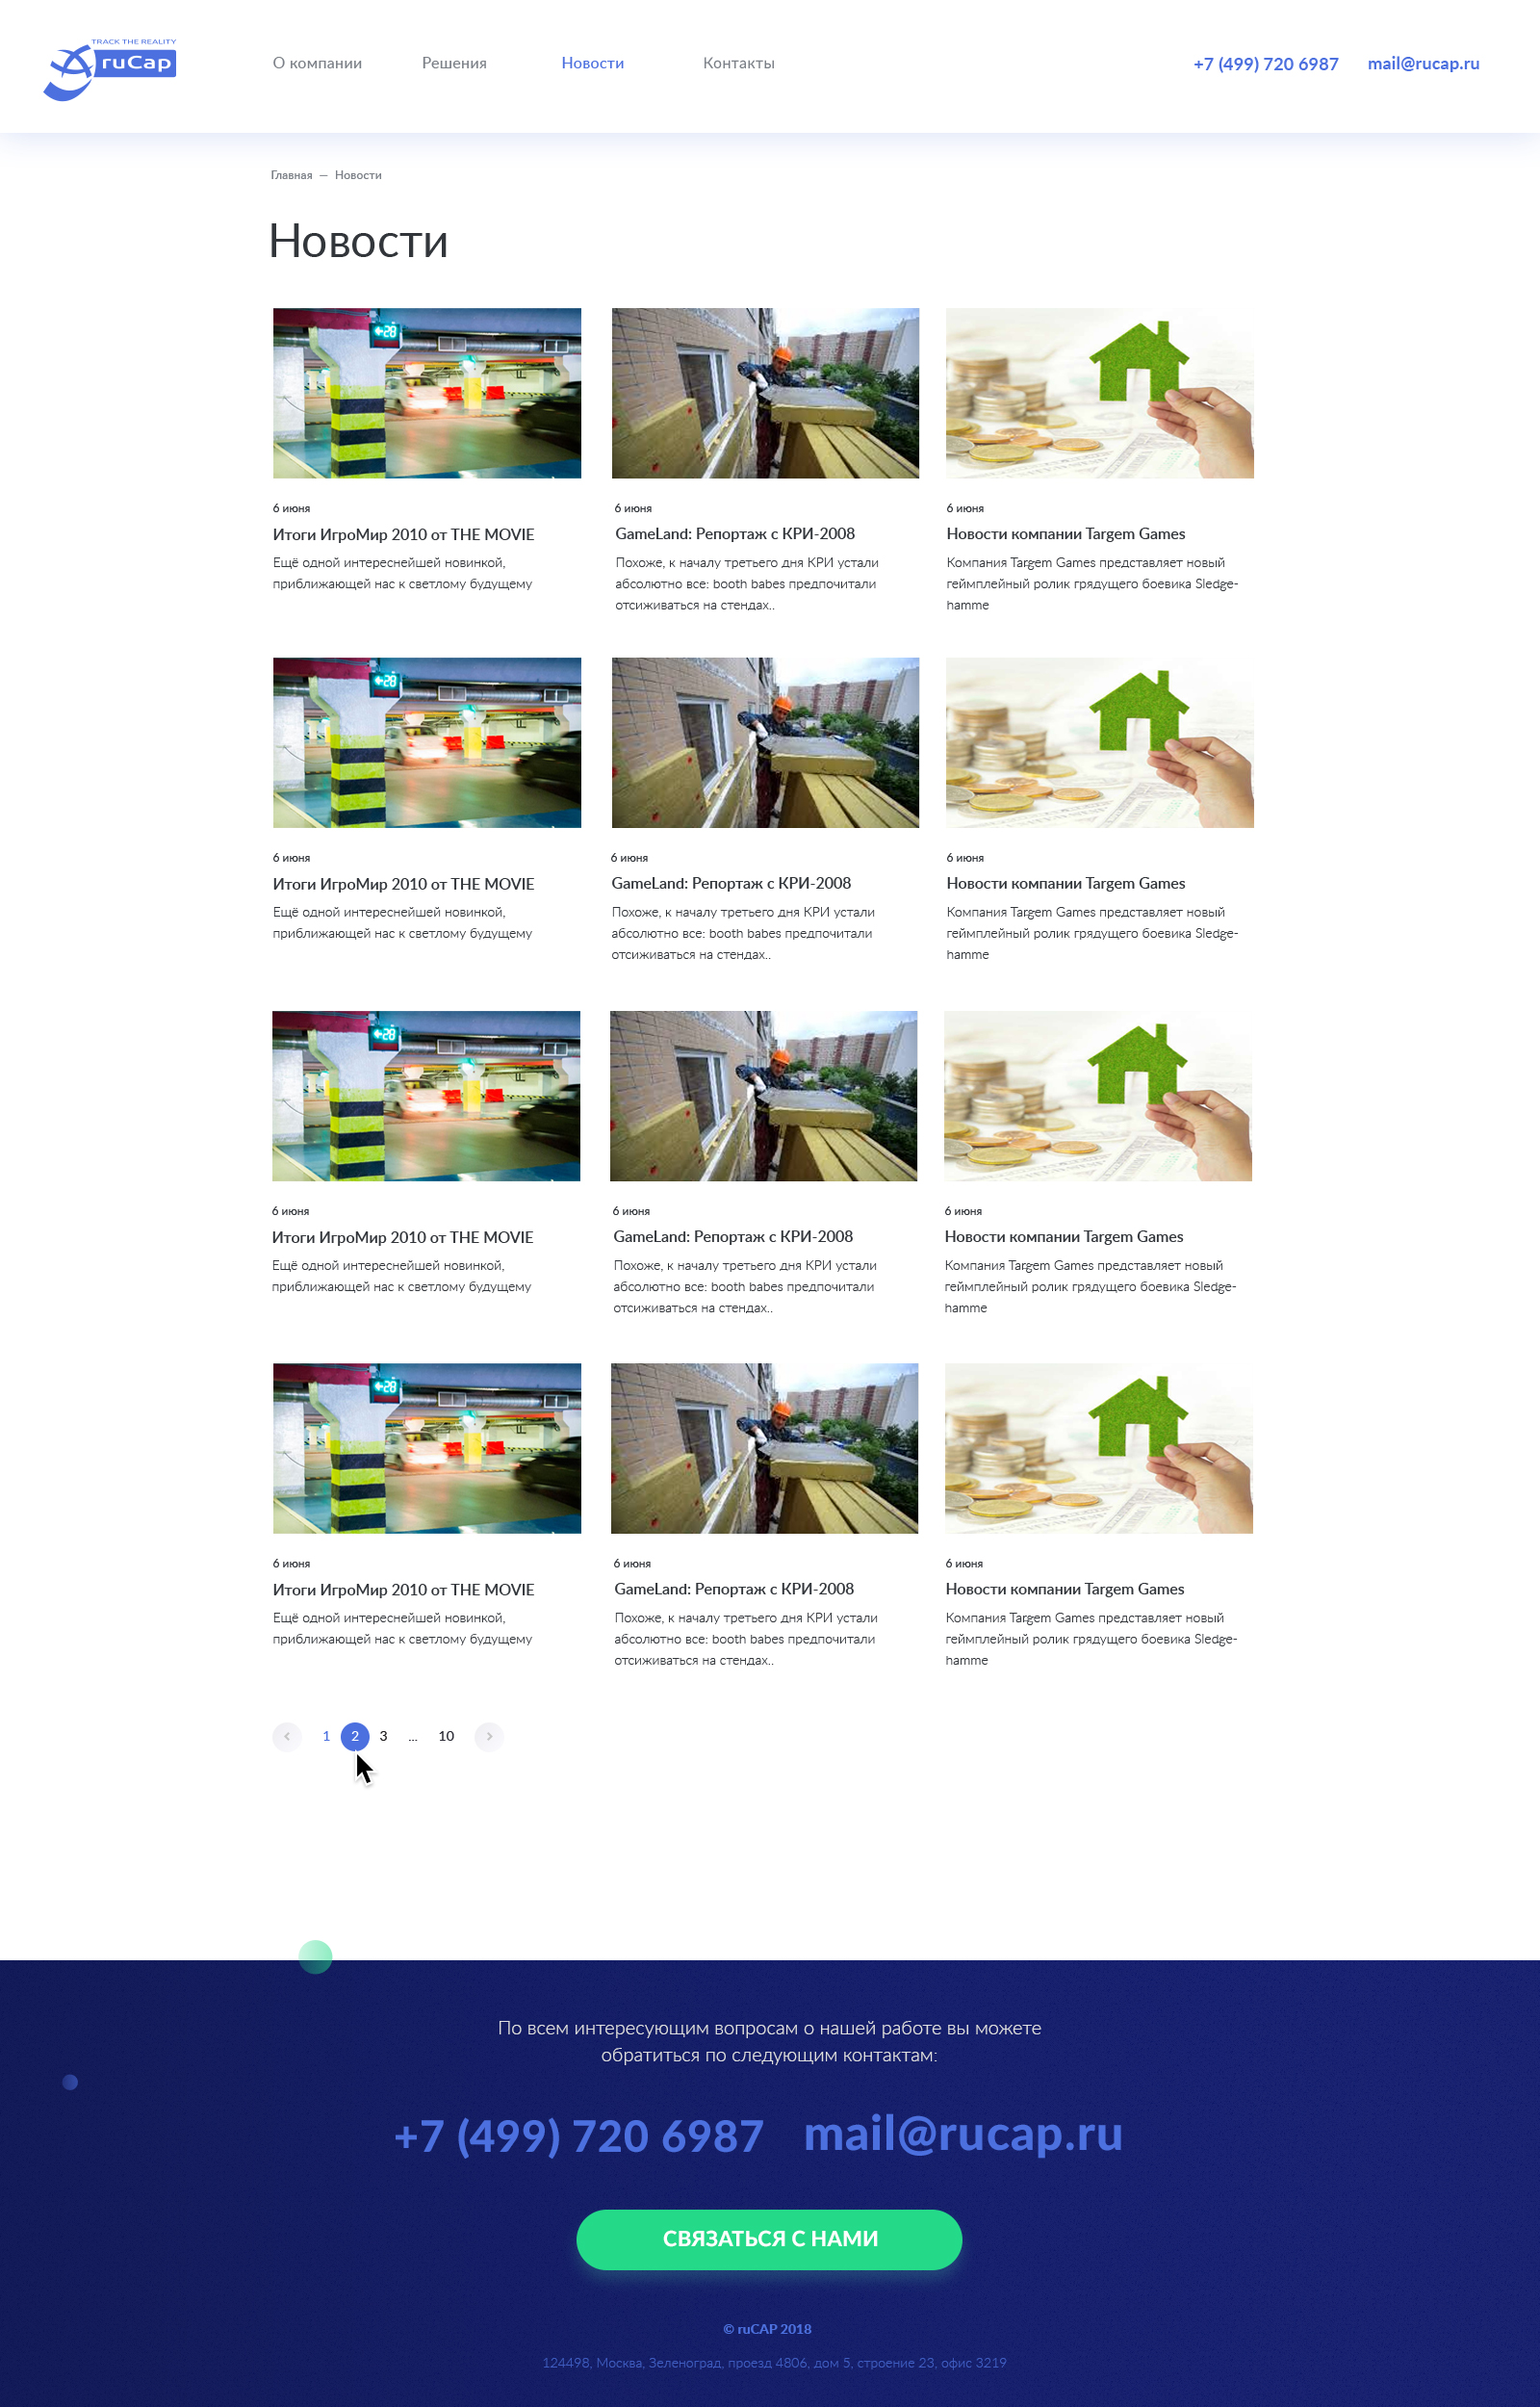 TRACK THE REALITY
ruCap
О компании
Решения
Новости
Контакты
+7 (499) 720 6987
mail@rucap.ru
Главная — Новости
Новости
28
6 июня
Итоги ИгроМир 2010 от THE MOVIE
Ещё одной интереснейшей новинкой,
приближающей нас к светлому будущему
6 июня
GameLand: Репортаж с КРИ-2008
Похоже, к началу третьего дня КРИ устали
абсолютно все: booth babes предпочитали
отсиживаться на стендах..
6 июня
Новости компании Targem Games
Компания Targem Games представляет новый
геймплейный ролик грядущего боевика Sledge-
hamme
28
6 июня
Итоги ИгроМир 2010 от THE MOVIE
Ещё одной интереснейшей новинкой,
приближающей нас к светлому будущему
6 июня
GameLand: Репортаж с КРИ-2008
Похоже, к началу третьего дня КРИ устали
абсолютно все: booth babes предпочитали
отсиживаться на стендах..
6 июня
Новости компании Targem Games
Компания Targem Games представляет новый
геймплейный ролик грядущего боевика Sledge-
hamme
28
6 июня
Итоги ИгроМир 2010 от THE MOVIE
Ещё одной интереснейшей новинкой,
приближающей нас к светлому будущему
6 июня
GameLand: Репортаж с КРИ-2008
Похоже, к началу третьего дня КРИ устали
абсолютно все: booth babes предпочитали
отсиживаться на стендах..
6 июня
Новости компании Targem Games
Компания Targem Games представляет новый
геймплейный ролик грядущего боевика Sledge-
hamme
28
6 июня
Итоги ИгроМир 2010 от THE MOVIE
Ещё одной интереснейшей новинкой,
приближающей нас к светлому будущему
6 июня
GameLand: Репортаж с КРИ-2008
Похоже, к началу третьего дня КРИ устали
абсолютно все: booth babes предпочитали
отсиживаться на стендах..
6 июня
Новости компании Targem Games
Компания Targem Games представляет новый
геймплейный ролик грядущего боевика Sledge-
hamme
‹ 1 2 3 ... 10 ›
По всем интересующим вопросам о нашей работе вы можете
обратиться по следующим контактам:
+7 (499) 720 6987
mail@rucap.ru
СВЯЗАТЬСЯ С НАМИ
© ruCAP 2018
124498, Москва, Зеленоград, проезд 4806, дом 5, строение 23, офис 3219